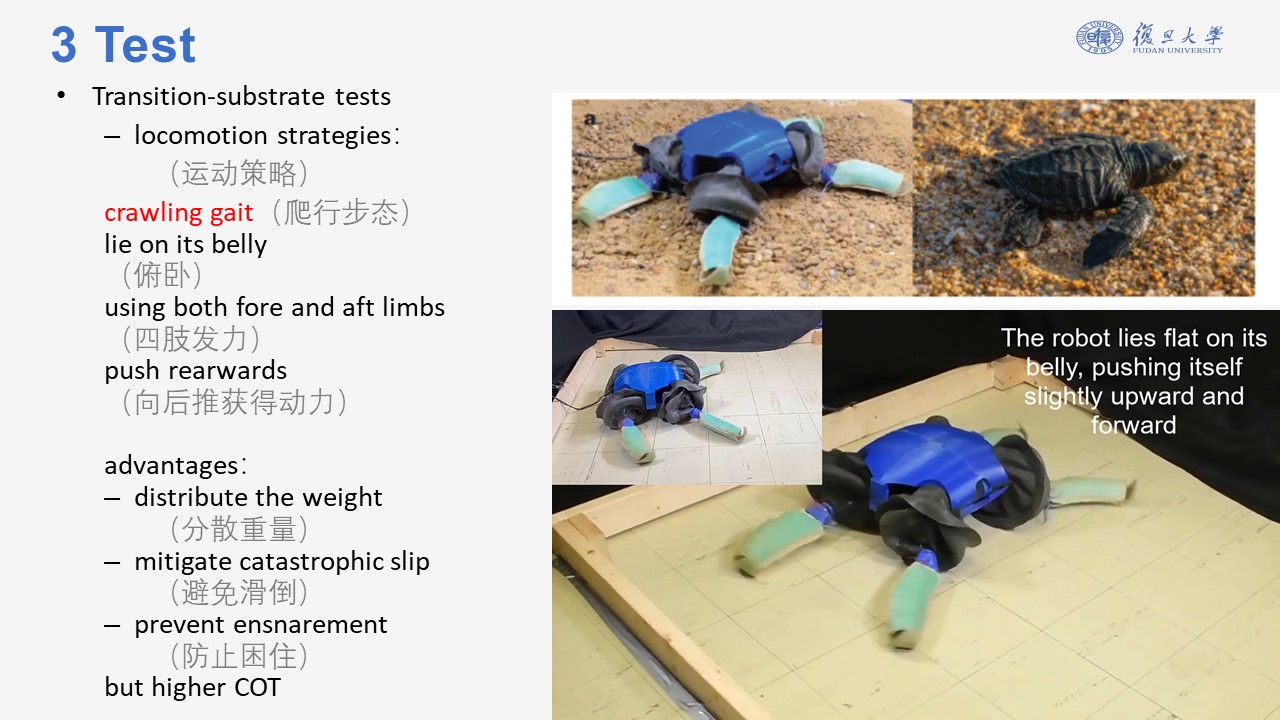 3 Test
復旦大學
FUDAN UNIVERSITY
• Transition-substrate tests
– locomotion strategies：
（运动策略）
crawling gait（爬行步态）
lie on its belly
（俯卧）
using both fore and aft limbs
（四肢发力）
push rearwards
（向后推获得动力）
advantages：
– distribute the weight
（分散重量）
– mitigate catastrophic slip
（避免滑倒）
– prevent ensnarement
（防止困住）
but higher COT
a
The robot lies flat on its
belly, pushing itself
slightly upward and
forward